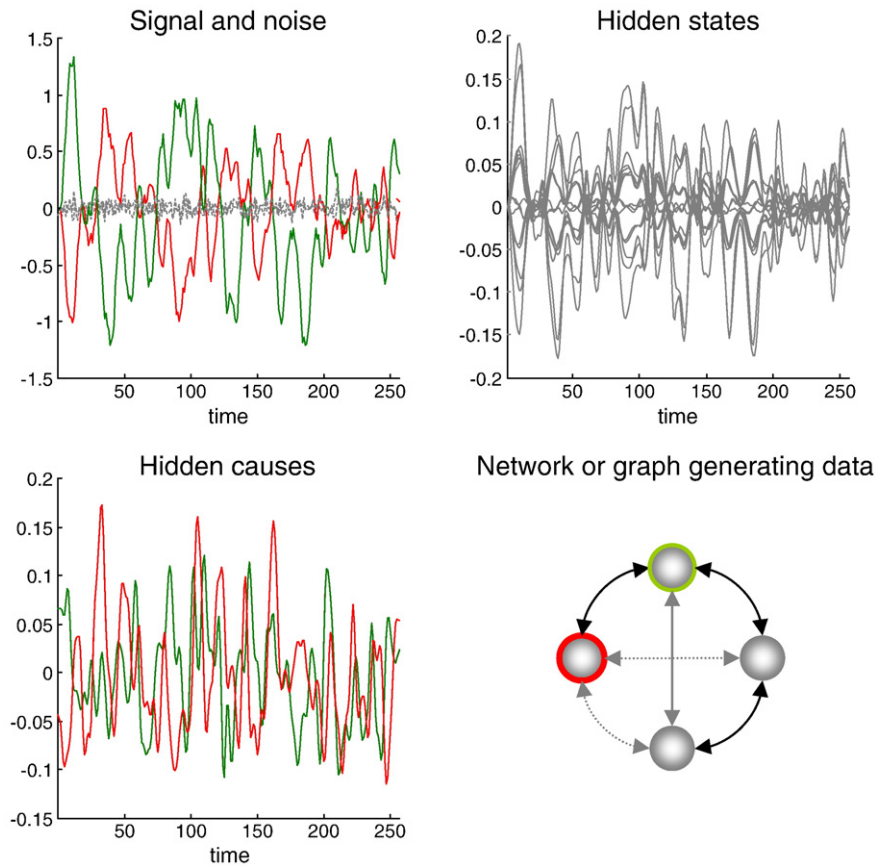 Signal and noise
1.5
1
0.5
0
-0.5
-1
-1.5
50 100 150 200 250
time
Hidden states
0.2
0.15
0.1
0.05
0
-0.05
-0.1
-0.15
-0.2
50 100 150 200 250
time
Hidden causes
0.2
0.15
0.1
0.05
0
-0.05
-0.1
-0.15
50 100 150 200 250
time
Network or graph generating data